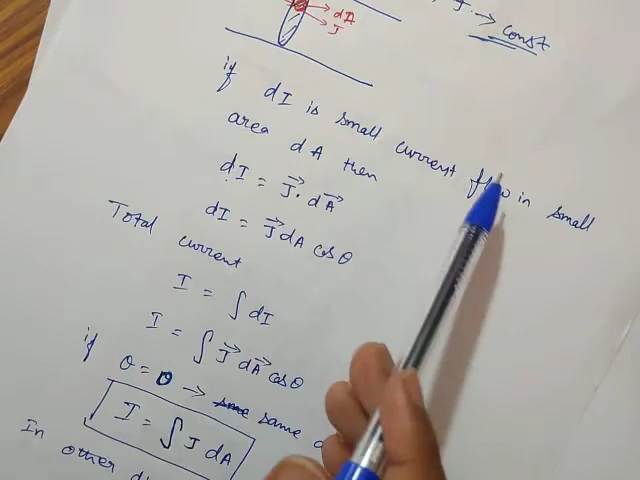 dA
J
J → const
if dI is small current flow in small
area dA then
dI = J⃗ · dA⃗
dI = J⃗ dA cos θ
Total current
I = ∫ dI
I = ∫ J⃗ dA⃗ cos θ
if θ = 0 → same
I = ∫ J dA
In other